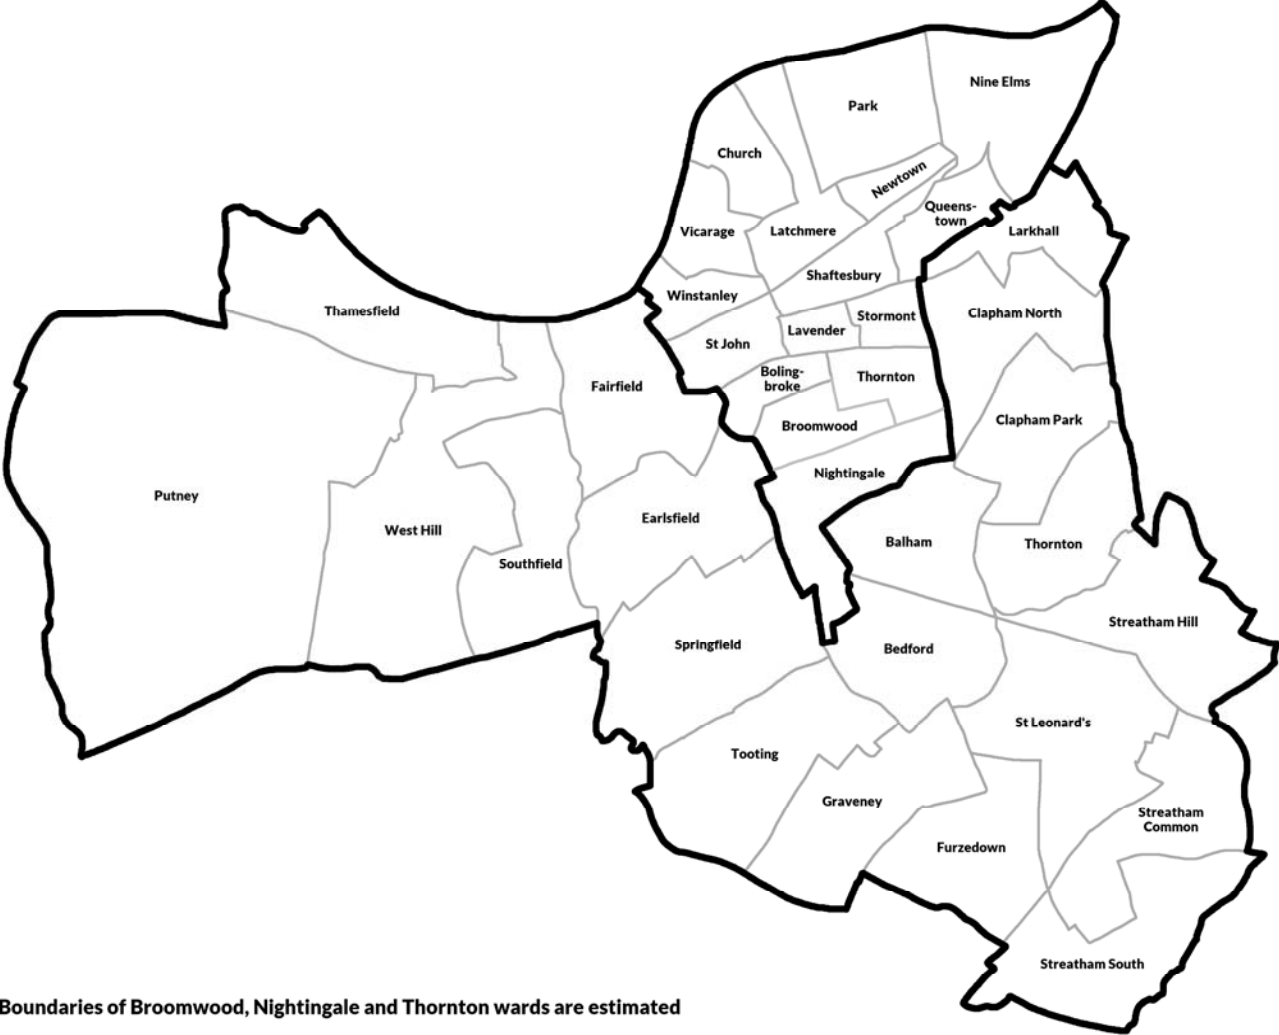 Nine Elms
Park
Church
Newtown
Queens-
town
Vicarage
Latchmere
Larkhall
Shaftesbury
Winstanley
Thamesfield
Clapham North
Stormont
Lavender
St John
Boling-
broke
Thornton
Fairfield
Clapham Park
Broomwood
Nightingale
Putney
Earlsfield
West Hill
Balham
Thornton
Southfield
Streatham Hill
Springfield
Bedford
St Leonard's
Tooting
Graveney
Streatham
Common
Furzedown
Streatham South
Boundaries of Broomwood, Nightingale and Thornton wards are estimated